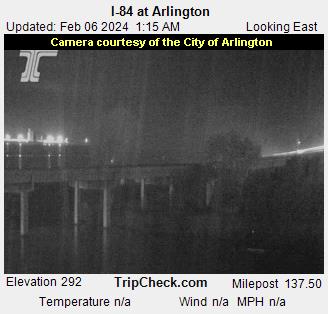 I-84 at Arlington
Updated: Feb 06 2024 1:15 AM Looking East
Camera courtesy of the City of Arlington
Elevation 292 TripCheck.com Milepost 137.50
Temperature n/a Wind n/a MPH n/a